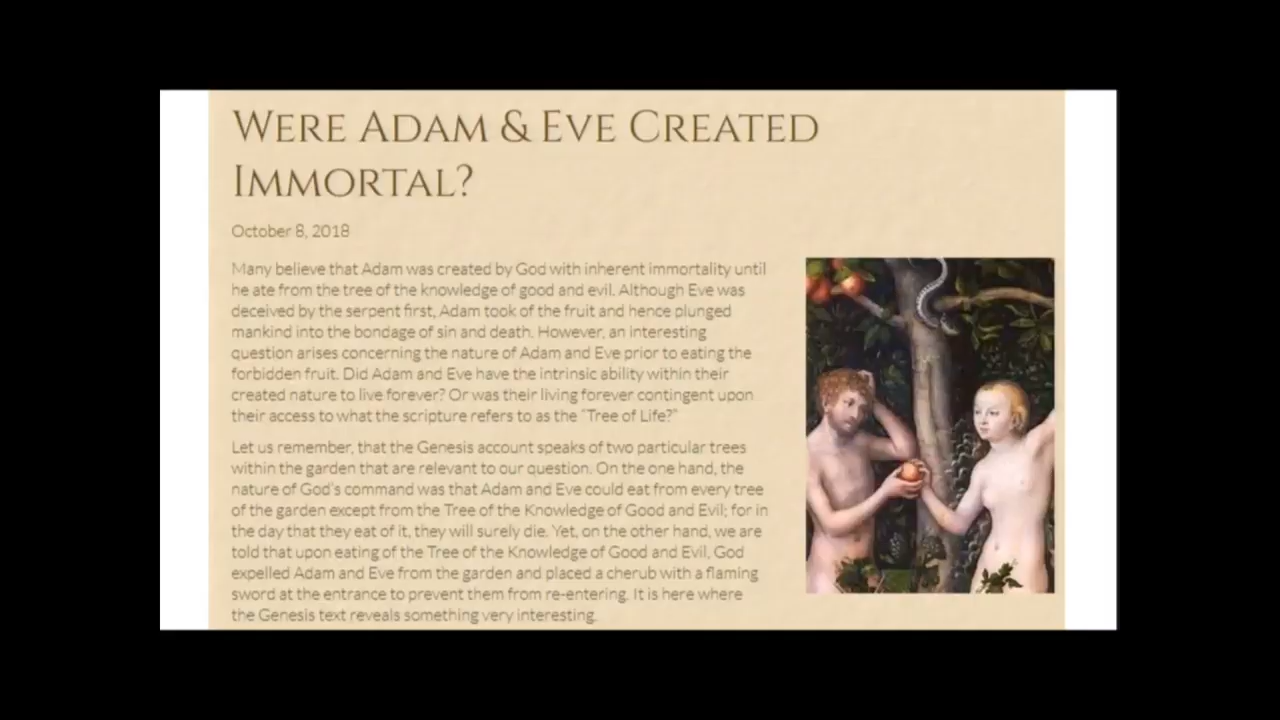 Were Adam & Eve Created
Immortal?
October 8, 2018
Many believe that Adam was created by God with inherent immortality until
he ate from the tree of the knowledge of good and evil. Although Eve was
deceived by the serpent first, Adam took of the fruit and hence plunged
mankind into the bondage of sin and death. However, an interesting
question arises concerning the nature of Adam and Eve prior to eating the
forbidden fruit. Did Adam and Eve have the intrinsic ability within their
created nature to live forever? Or was their living forever contingent upon
their access to what the scripture refers to as the “Tree of Life?”
Let us remember, that the Genesis account speaks of two particular trees
within the garden that are relevant to our question. On the one hand, the
nature of God’s command was that Adam and Eve could eat from every tree
of the garden except from the Tree of the Knowledge of Good and Evil; for in
the day that they eat of it, they will surely die. Yet, on the other hand, we are
told that upon eating of the Tree of the Knowledge of Good and Evil, God
expelled Adam and Eve from the garden and placed a cherub with a flaming
sword at the entrance to prevent them from re-entering. It is here where
the Genesis text reveals something very interesting.